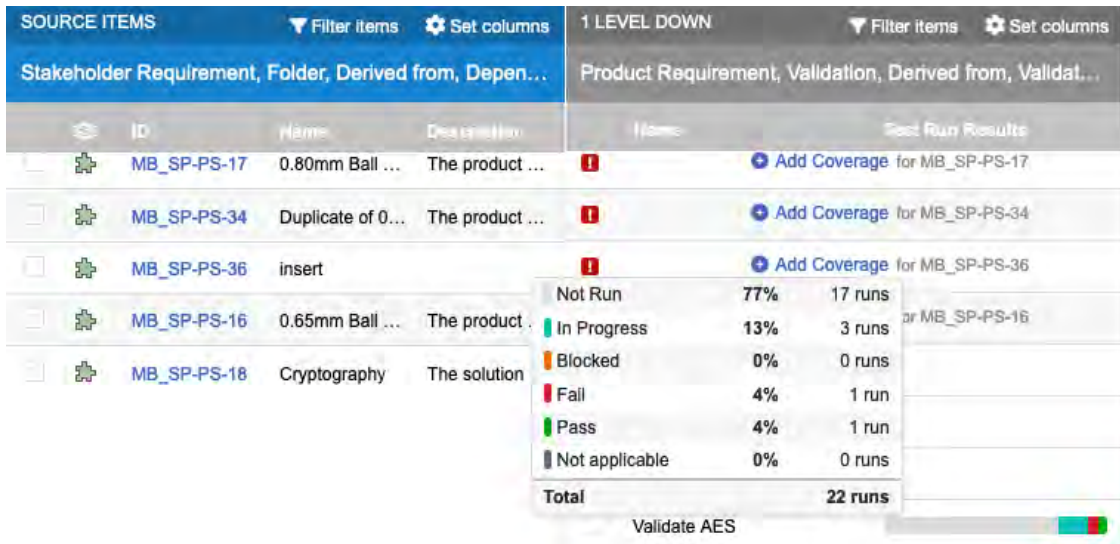 SOURCE ITEMS Filter items Set columns 1 LEVEL DOWN Filter items Set columns
Stakeholder Requirement, Folder, Derived from, Depen... Product Requirement, Validation, Derived from, Validat...
ID Name Description Name Test Run Results
MB_SP-PS-17 0.80mm Ball ... The product ... Add Coverage for MB_SP-PS-17
MB_SP-PS-34 Duplicate of 0... The product ... Add Coverage for MB_SP-PS-34
MB_SP-PS-36 insert Add Coverage for MB_SP-PS-36
Not Run 77% 17 runs
MB_SP-PS-16 0.65mm Ball ... The product . In Progress 13% 3 runs or MB_SP-PS-16
Blocked 0% 0 runs
MB_SP-PS-18 Cryptography The solution Fail 4% 1 run
Pass 4% 1 run
Not applicable 0% 0 runs
Total 22 runs
Validate AES